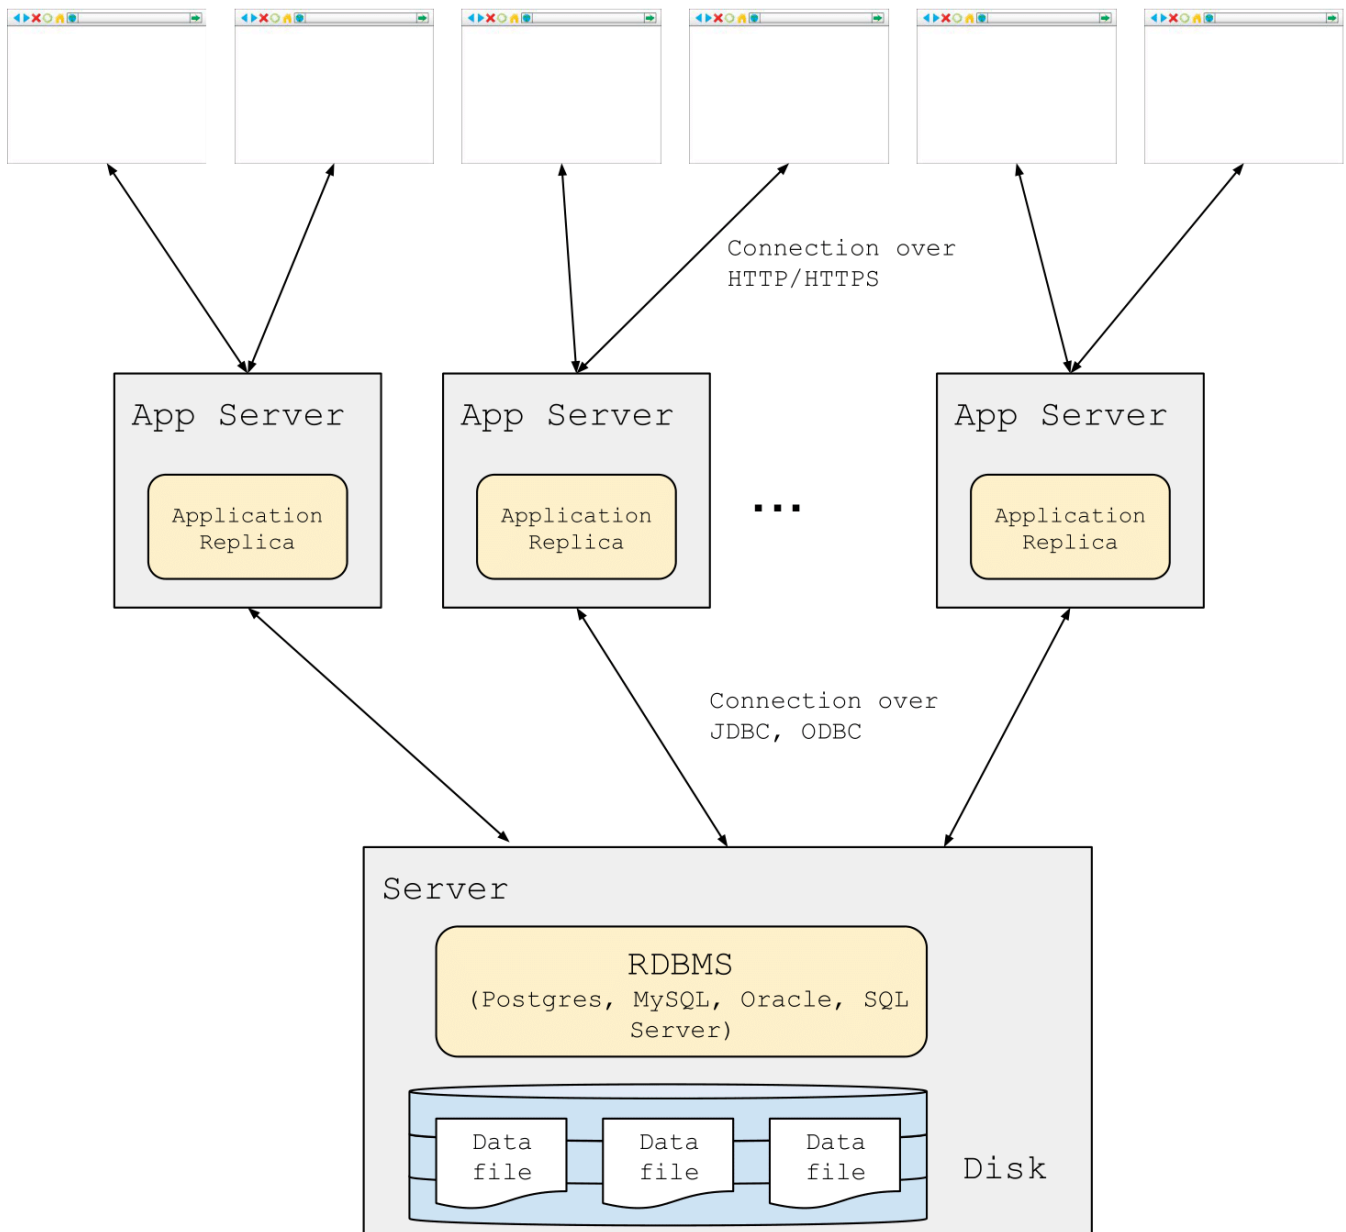 Connection over
HTTP/HTTPS
App Server
App Server
App Server
Application
Replica
Application
Replica
...
Application
Replica
Connection over
JDBC, ODBC
Server
RDBMS
(Postgres, MySQL, Oracle, SQL
Server)
Data
file
Data
file
Data
file
Disk